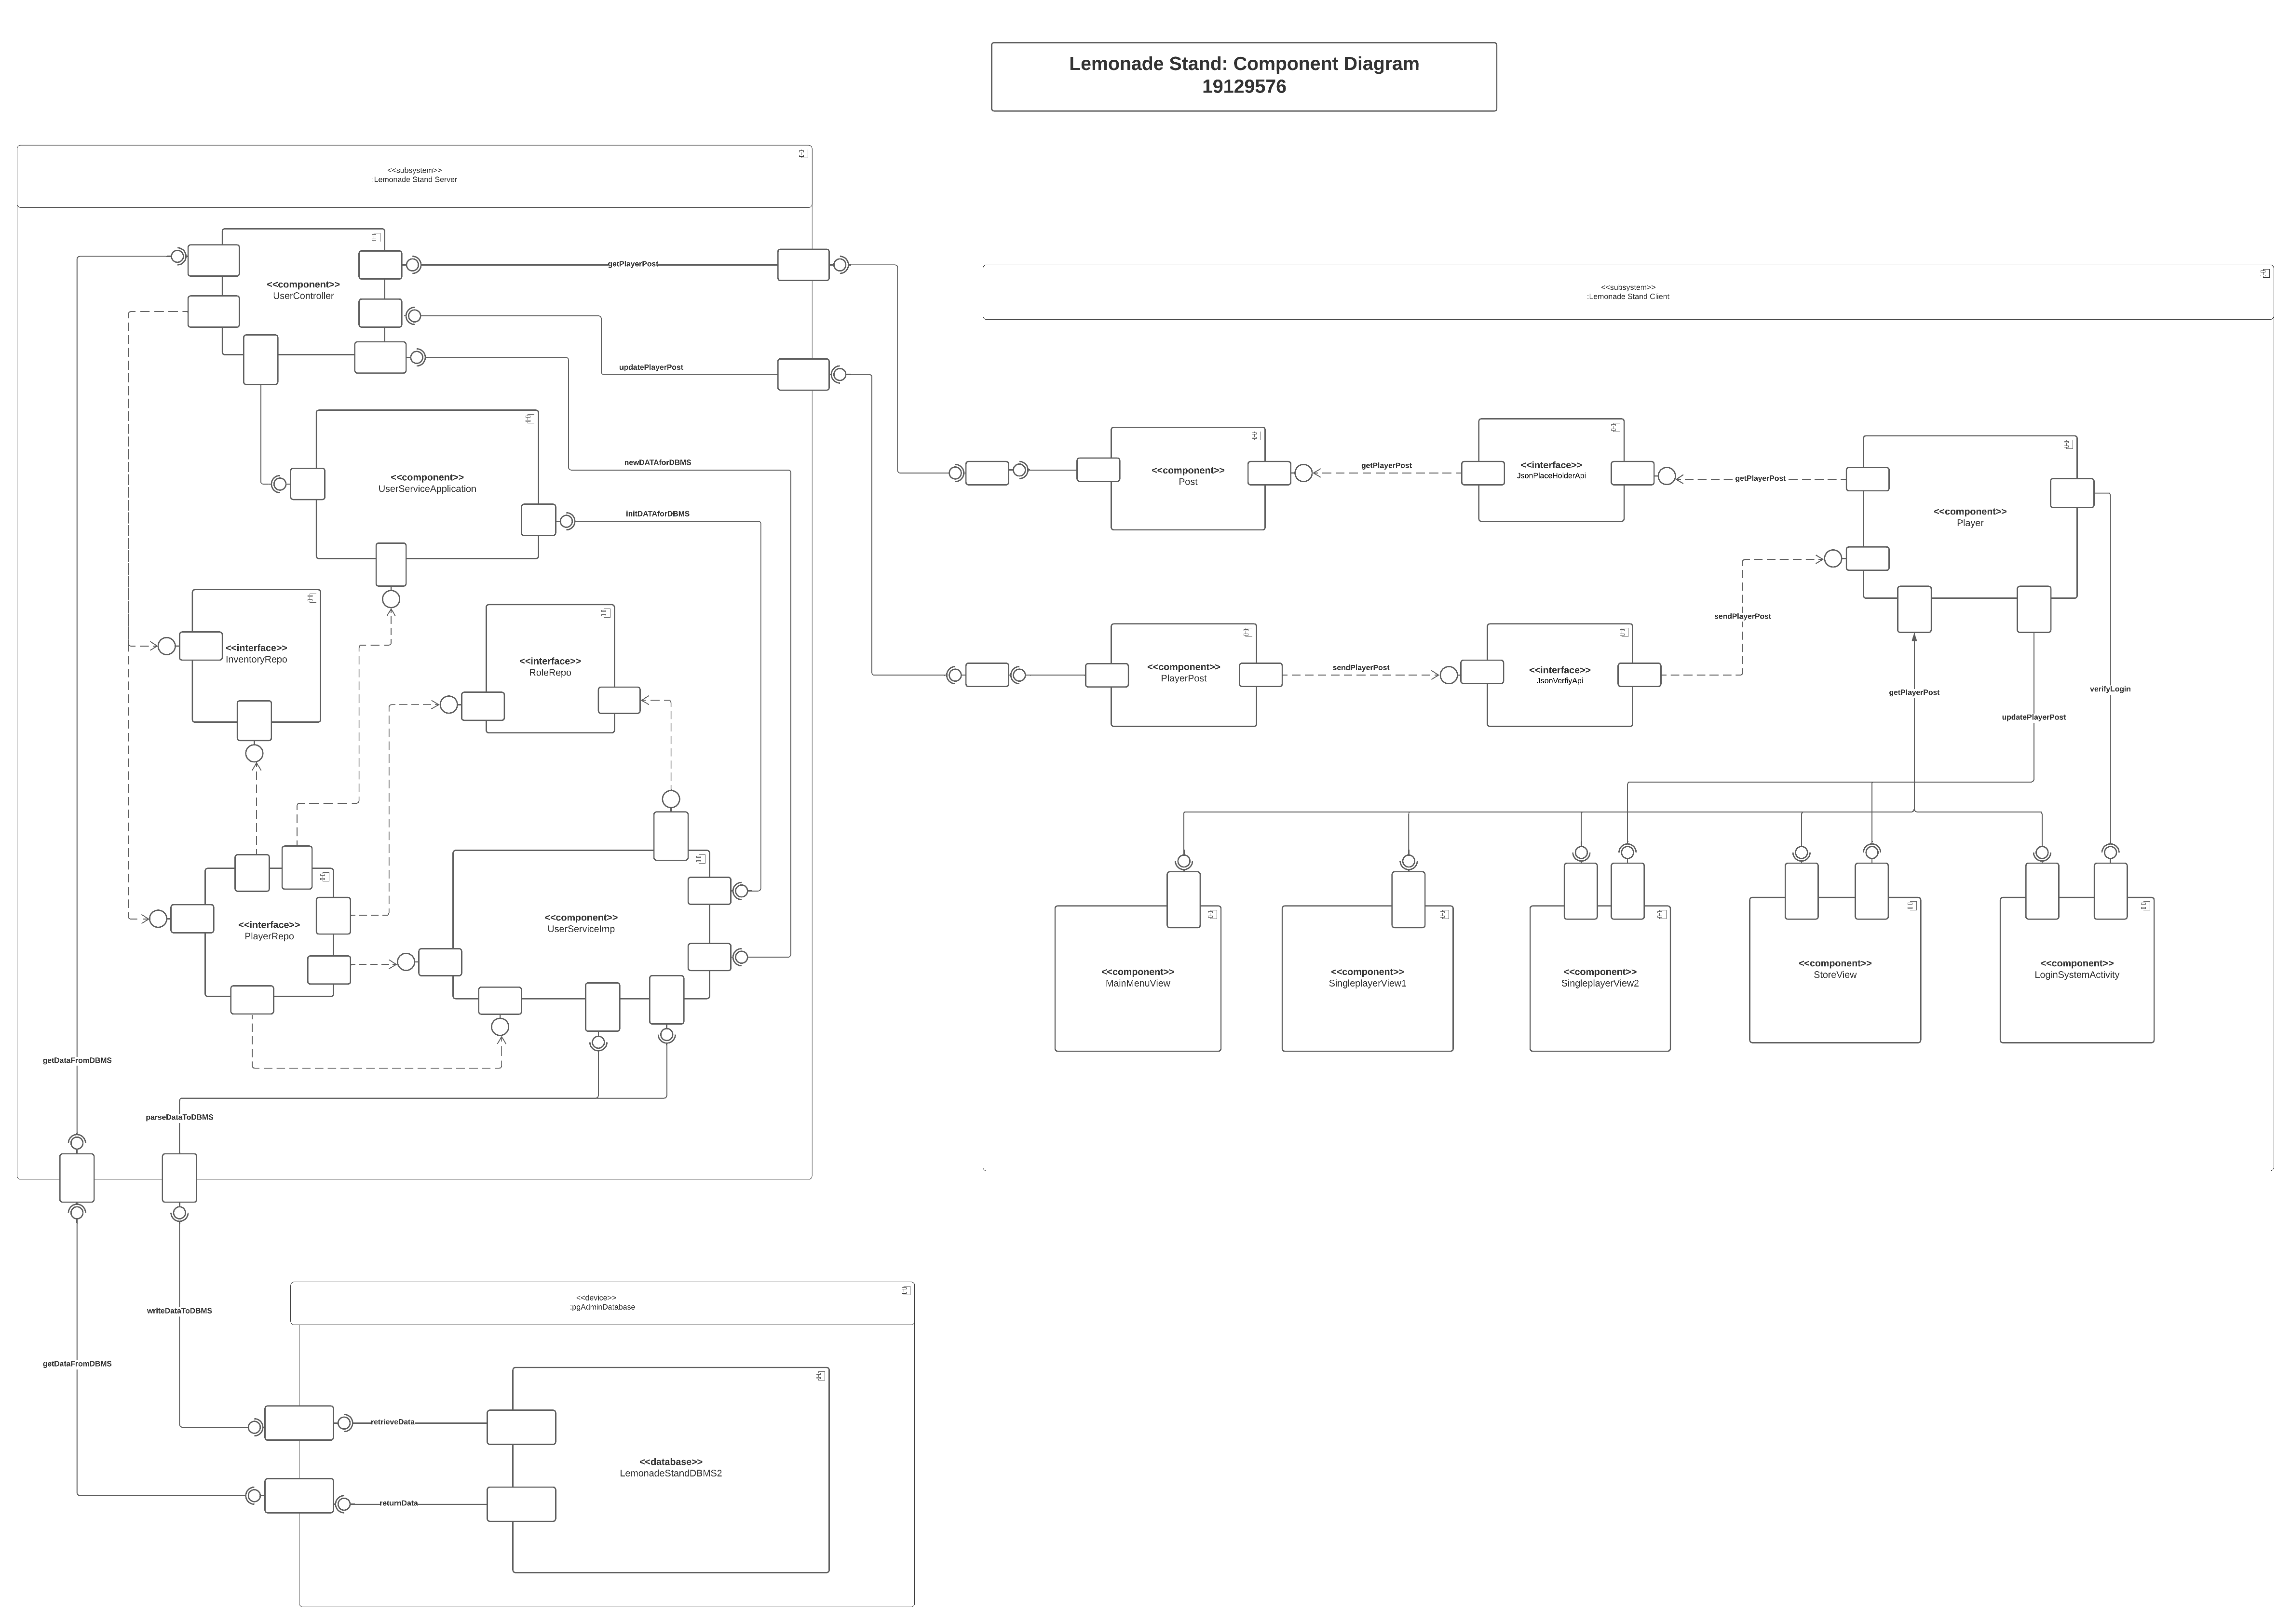 Lemonade Stand: Component Diagram
19129576
<<subsystem>>
:Lemonade Stand Server
<<component>>
UserController
getPlayerPost
updatePlayerPost
<<component>>
UserServiceApplication
newDATAforDBMS
initDATAforDBMS
<<interface>>
InventoryRepo
<<interface>>
RoleRepo
<<interface>>
PlayerRepo
<<component>>
UserServiceImp
getDataFromDBMS
parseDataToDBMS
<<subsystem>>
:Lemonade Stand Client
<<component>>
Post
getPlayerPost
<<interface>>
JsonPlaceHolderApi
getPlayerPost
<<component>>
Player
<<component>>
PlayerPost
sendPlayerPost
<<interface>>
JsonVerfiyApi
sendPlayerPost
getPlayerPost
updatePlayerPost
verifyLogin
<<component>>
MainMenuView
<<component>>
SingleplayerView1
<<component>>
SingleplayerView2
<<component>>
StoreView
<<component>>
LoginSystemActivity
writeDataToDBMS
getDataFromDBMS
<<device>>
:pgAdminDatabase
retrieveData
<<database>>
LemonadeStandDBMS2
returnData